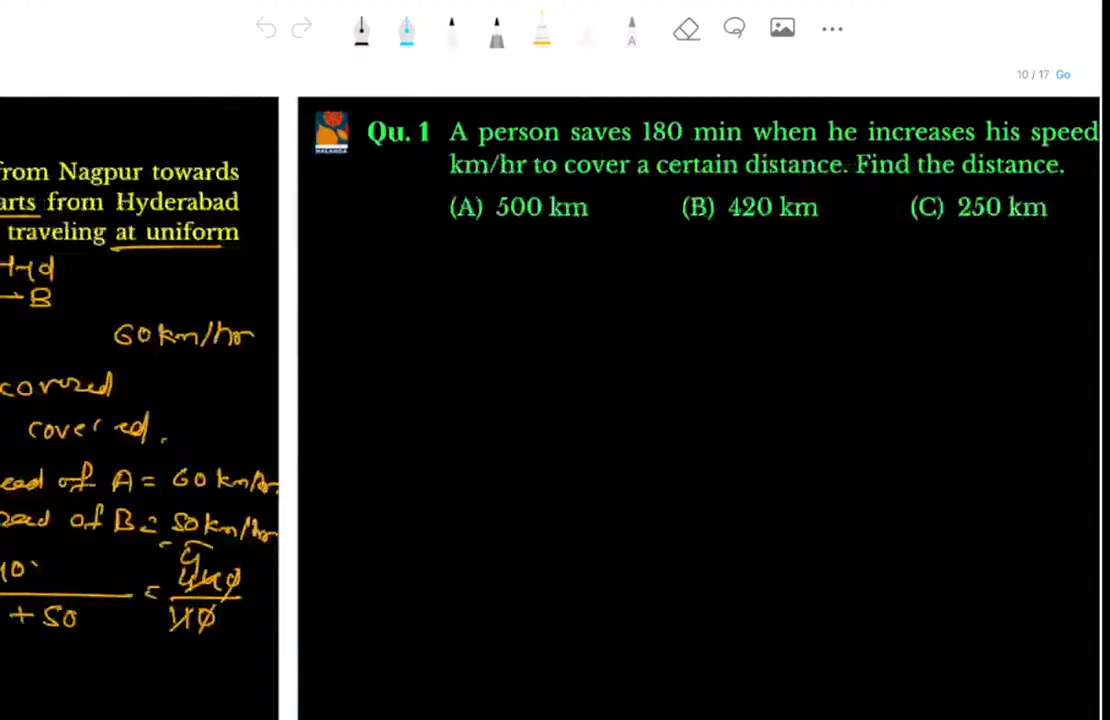 10 / 17 Go
from Nagpur towards
arts from Hyderabad
traveling at uniform
Hyd
→ B
60 km/hr
covered
covered.
eed of A = 60 km/hr
peed of B = 50 km/hr
+ 50
=
Qu. 1 A person saves 180 min when he increases his speed
km/hr to cover a certain distance. Find the distance.
(A) 500 km (B) 420 km (C) 250 km